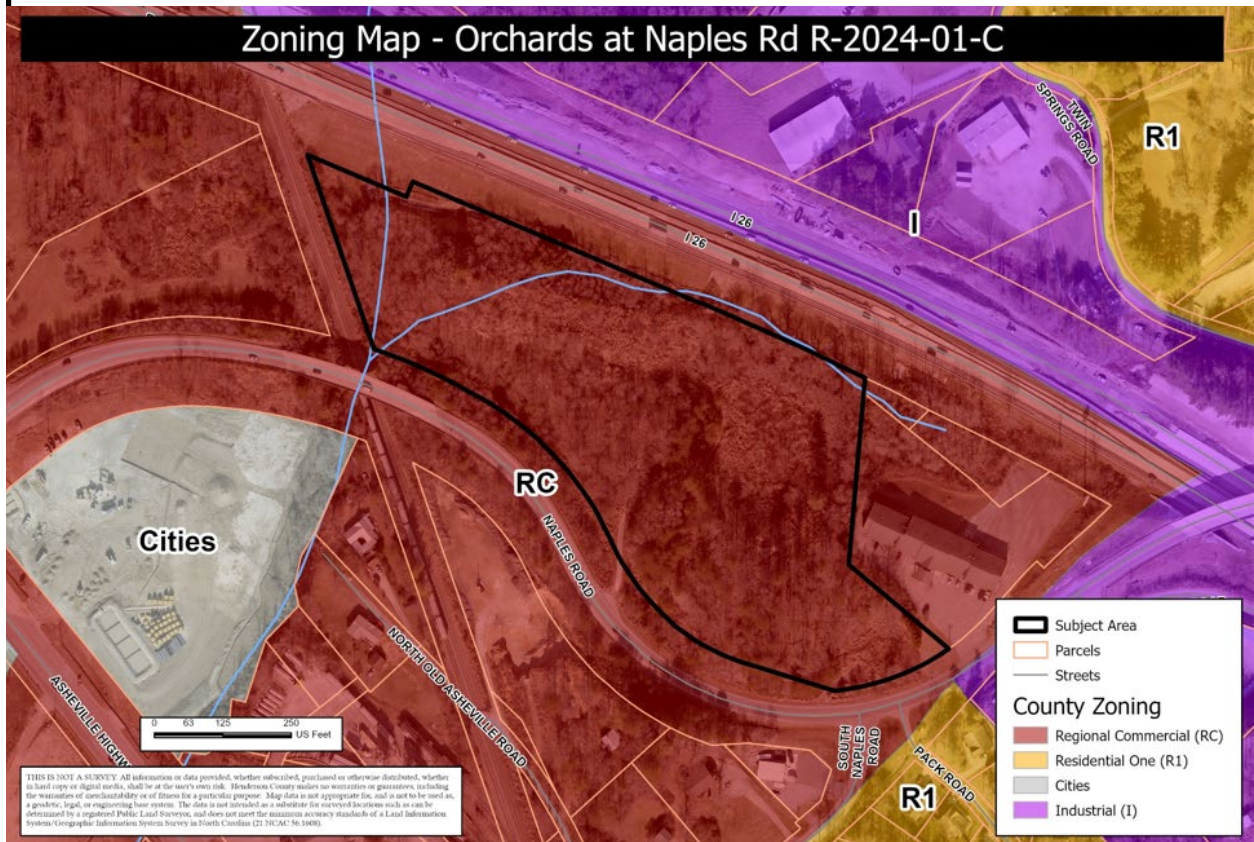 Zoning Map - Orchards at Naples Rd R-2024-01-C
TWIN
SPRINGS ROAD
R1
I
I 26
I 26
RC
NAPLES ROAD
Cities
NORTH OLD ASHEVILLE ROAD
ASHEVILLE HIGHW
SOUTH
NAPLES
ROAD
PACK ROAD
R1
0 63 125 250
US Feet
Subject Area
Parcels
Streets
County Zoning
Regional Commercial (RC)
Residential One (R1)
Cities
Industrial (I)
THIS IS NOT A SURVEY. All information or data provided, whether subscribed, purchased or otherwise distributed, whether
in hard copy or digital media, shall be at the user's own risk. Henderson County makes no warranties or guarantees, including
the warranties of merchantability or of fitness for a particular purpose. Map data is not appropriate for, and is not to be used as,
a geodetic, legal, or engineering base system. The data is not intended as a substitute for surveyed locations such as can be
determined by a registered Public Land Surveyor, and does not meet the minimum accuracy standards of a Land Information
System/Geographic Information System Survey in North Carolina (21 NCAC 56.1608).